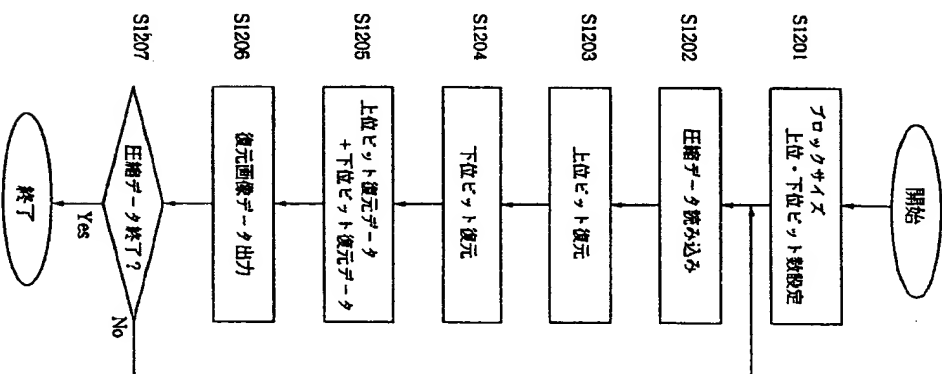 開始
S1201
ブロックサイズ
上位・下位ビット数設定
S1202
圧縮データ読み込み
S1203
上位ビット復元
S1204
下位ビット復元
S1205
上位ビット復元データ
+下位ビット復元データ
S1206
復元画像データ出力
S1207
圧縮データ終了?
No
Yes
終了